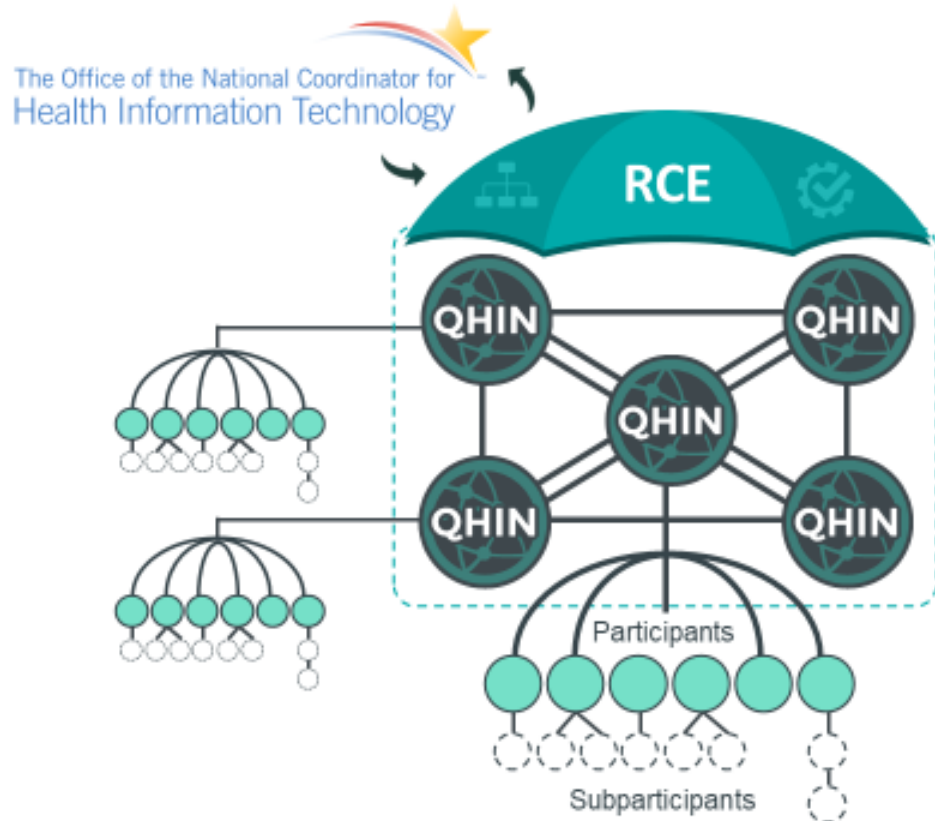 The Office of the National Coordinator for
Health Information Technology
RCE
QHIN
QHIN
QHIN
QHIN
QHIN
Participants
Subparticipants